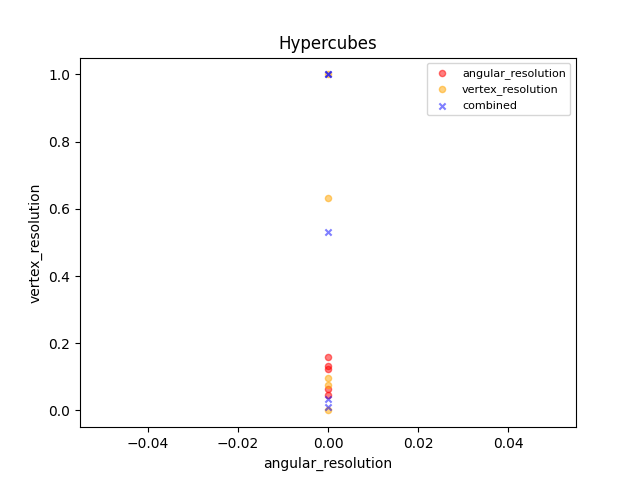 Hypercubes
angular_resolution
vertex_resolution
combined
1.0
0.8
0.6
0.4
0.2
0.0
vertex_resolution
−0.04
−0.02
0.00
0.02
0.04
angular_resolution